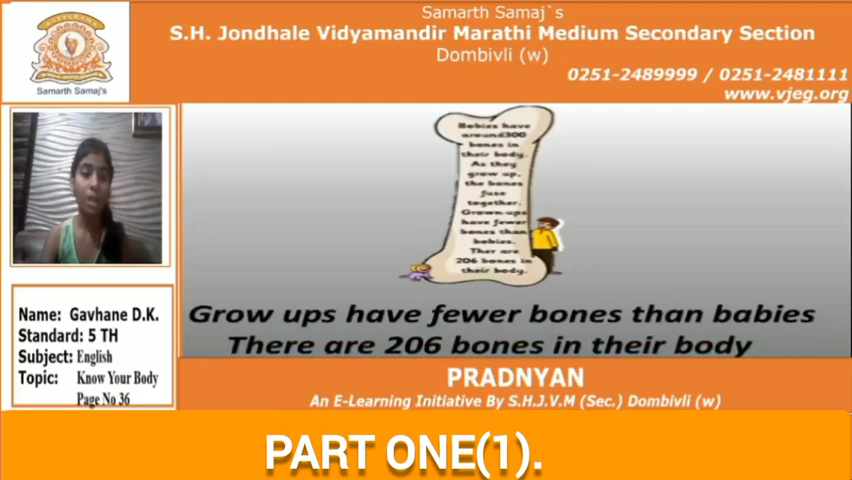 Samarth Samaj`s
S.H. Jondhale Vidyamandir Marathi Medium Secondary Section
Dombivli (w)
0251-2489999 / 0251-2481111
www.vjeg.org
Samarth Samaj's
Babies have
around300
bones in
their body.
As they
grow up,
the bones
fuse
together.
Grown-ups
have fewer
bones than
babies.
Ther are
206 bones in
their body.
Grow ups have fewer bones than babies
There are 206 bones in their body
Name: Gavhane D.K.
Standard: 5 TH
Subject: English
Topic: Know Your Body
Page No 36
PRADNYAN
An E-Learning Initiative By S.H.J.V.M (Sec.) Dombivli (w)
PART ONE(1).